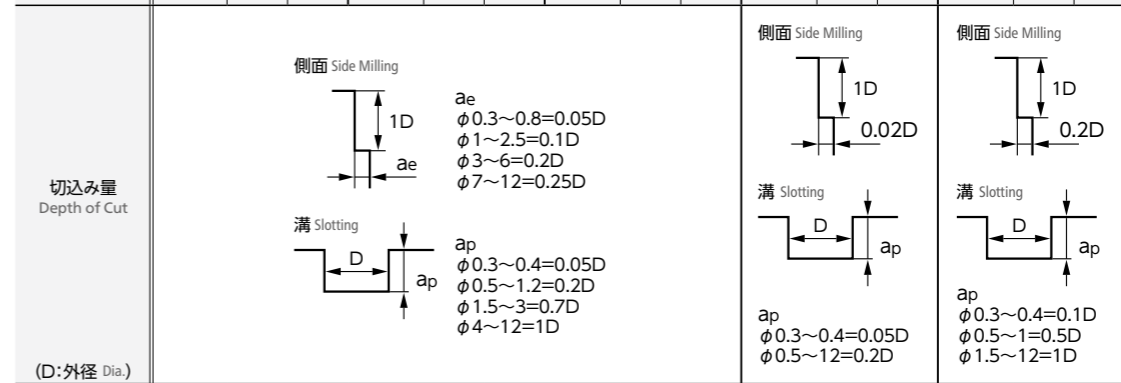 切込み量
Depth of Cut
(D:外径 Dia.)
側面 Side Milling
1D
ae
ae
φ0.3～0.8=0.05D
φ1～2.5=0.1D
φ3～6=0.2D
φ7～12=0.25D
溝 Slotting
D
ap
ap
φ0.3～0.4=0.05D
φ0.5～1.2=0.2D
φ1.5～3=0.7D
φ4～12=1D
側面 Side Milling
1D
0.02D
溝 Slotting
D
ap
ap
φ0.3～0.4=0.05D
φ0.5～12=0.2D
側面 Side Milling
1D
0.2D
溝 Slotting
D
ap
ap
φ0.3～0.4=0.1D
φ0.5～1=0.5D
φ1.5～12=1D